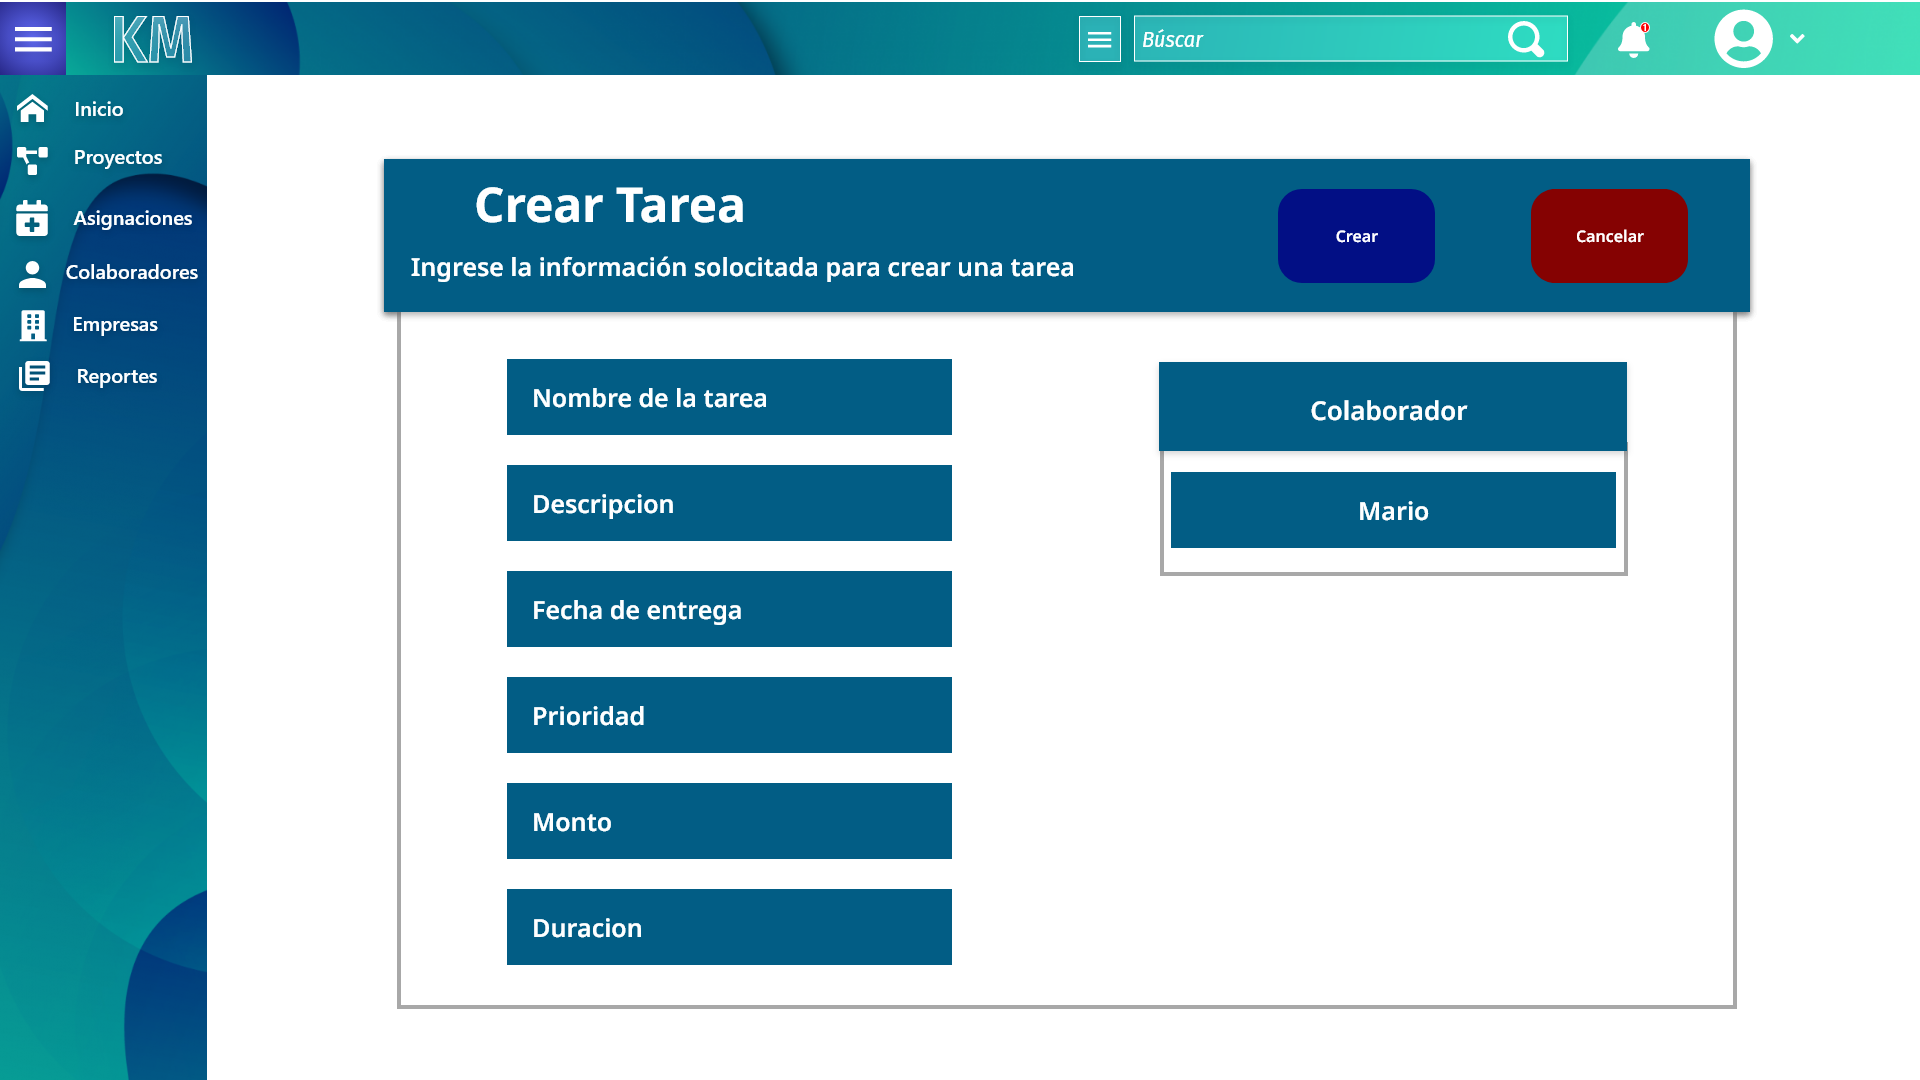 KM
Búscar
1
Inicio
Proyectos
Asignaciones
Colaboradores
Empresas
Reportes
Crear Tarea
Ingrese la información solocitada para crear una tarea
Crear
Cancelar
Nombre de la tarea
Descripcion
Fecha de entrega
Prioridad
Monto
Duracion
Colaborador
Mario